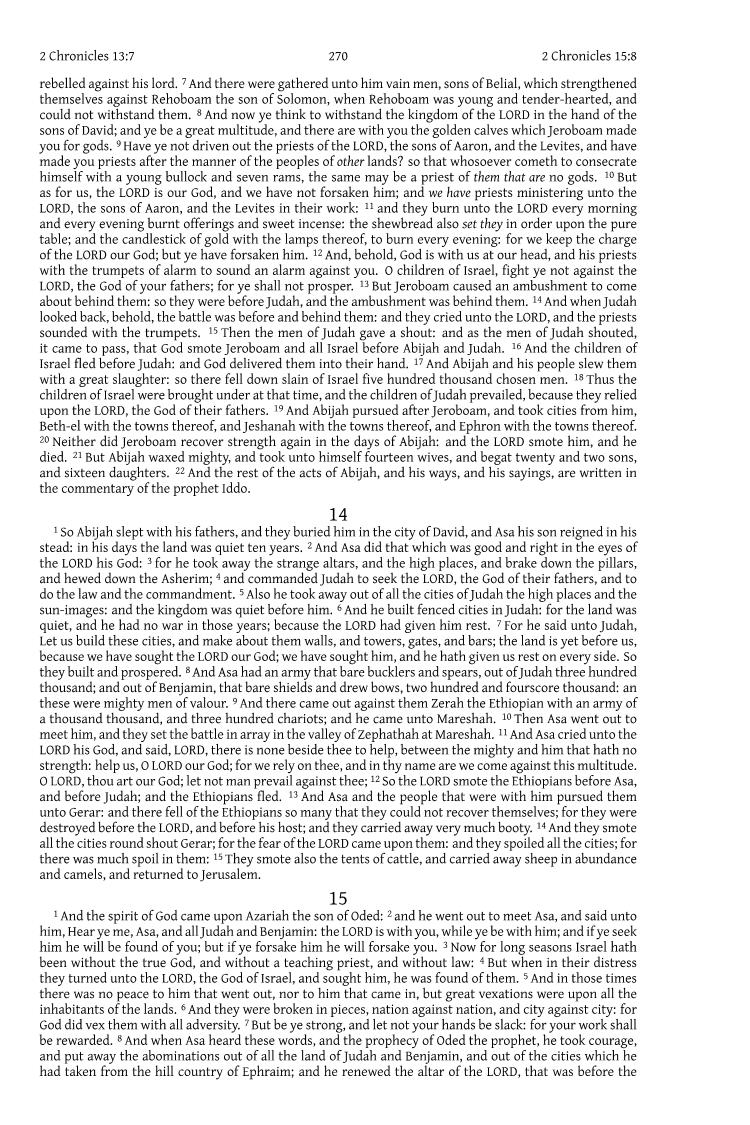 2 Chronicles 13:7 270 2 Chronicles 15:8
rebelled against his lord. 7 And there were gathered unto him vain men, sons of Belial, which strengthened
themselves against Rehoboam the son of Solomon, when Rehoboam was young and tender-hearted, and
could not withstand them. 8 And now ye think to withstand the kingdom of the LORD in the hand of the
sons of David; and ye be a great multitude, and there are with you the golden calves which Jeroboam made
you for gods. 9 Have ye not driven out the priests of the LORD, the sons of Aaron, and the Levites, and have
made you priests after the manner of the peoples of other lands? so that whosoever cometh to consecrate
himself with a young bullock and seven rams, the same may be a priest of them that are no gods. 10 But
as for us, the LORD is our God, and we have not forsaken him; and we have priests ministering unto the
LORD, the sons of Aaron, and the Levites in their work: 11 and they burn unto the LORD every morning
and every evening burnt offerings and sweet incense: the shewbread also set they in order upon the pure
table; and the candlestick of gold with the lamps thereof, to burn every evening: for we keep the charge
of the LORD our God; but ye have forsaken him. 12 And, behold, God is with us at our head, and his priests
with the trumpets of alarm to sound an alarm against you. O children of Israel, fight ye not against the
LORD, the God of your fathers; for ye shall not prosper. 13 But Jeroboam caused an ambushment to come
about behind them: so they were before Judah, and the ambushment was behind them. 14 And when Judah
looked back, behold, the battle was before and behind them: and they cried unto the LORD, and the priests
sounded with the trumpets. 15 Then the men of Judah gave a shout: and as the men of Judah shouted,
it came to pass, that God smote Jeroboam and all Israel before Abijah and Judah. 16 And the children of
Israel fled before Judah: and God delivered them into their hand. 17 And Abijah and his people slew them
with a great slaughter: so there fell down slain of Israel five hundred thousand chosen men. 18 Thus the
children of Israel were brought under at that time, and the children of Judah prevailed, because they relied
upon the LORD, the God of their fathers. 19 And Abijah pursued after Jeroboam, and took cities from him,
Beth-el with the towns thereof, and Jeshanah with the towns thereof, and Ephron with the towns thereof.
20 Neither did Jeroboam recover strength again in the days of Abijah: and the LORD smote him, and he
died. 21 But Abijah waxed mighty, and took unto himself fourteen wives, and begat twenty and two sons,
and sixteen daughters. 22 And the rest of the acts of Abijah, and his ways, and his sayings, are written in
the commentary of the prophet Iddo.
14
1 So Abijah slept with his fathers, and they buried him in the city of David, and Asa his son reigned in his
stead: in his days the land was quiet ten years. 2 And Asa did that which was good and right in the eyes of
the LORD his God: 3 for he took away the strange altars, and the high places, and brake down the pillars,
and hewed down the Asherim; 4 and commanded Judah to seek the LORD, the God of their fathers, and to
do the law and the commandment. 5 Also he took away out of all the cities of Judah the high places and the
sun-images: and the kingdom was quiet before him. 6 And he built fenced cities in Judah: for the land was
quiet, and he had no war in those years; because the LORD had given him rest. 7 For he said unto Judah,
Let us build these cities, and make about them walls, and towers, gates, and bars; the land is yet before us,
because we have sought the LORD our God; we have sought him, and he hath given us rest on every side. So
they built and prospered. 8 And Asa had an army that bare bucklers and spears, out of Judah three hundred
thousand; and out of Benjamin, that bare shields and drew bows, two hundred and fourscore thousand: an
these were mighty men of valour. 9 And there came out against them Zerah the Ethiopian with an army of
a thousand thousand, and three hundred chariots; and he came unto Mareshah. 10 Then Asa went out to
meet him, and they set the battle in array in the valley of Zephathah at Mareshah. 11 And Asa cried unto the
LORD his God, and said, LORD, there is none beside thee to help, between the mighty and him that hath no
strength: help us, O LORD our God; for we rely on thee, and in thy name are we come against this multitude.
O LORD, thou art our God; let not man prevail against thee; 12 So the LORD smote the Ethiopians before Asa,
and before Judah; and the Ethiopians fled. 13 And Asa and the people that were with him pursued them
unto Gerar: and there fell of the Ethiopians so many that they could not recover themselves; for they were
destroyed before the LORD, and before his host; and they carried away very much booty. 14 And they smote
all the cities round shout Gerar; for the fear of the LORD came upon them: and they spoiled all the cities; for
there was much spoil in them: 15 They smote also the tents of cattle, and carried away sheep in abundance
and camels, and returned to Jerusalem.
15
1 And the spirit of God came upon Azariah the son of Oded: 2 and he went out to meet Asa, and said unto
him, Hear ye me, Asa, and all Judah and Benjamin: the LORD is with you, while ye be with him; and if ye seek
him he will be found of you; but if ye forsake him he will forsake you. 3 Now for long seasons Israel hath
been without the true God, and without a teaching priest, and without law: 4 But when in their distress
they turned unto the LORD, the God of Israel, and sought him, he was found of them. 5 And in those times
there was no peace to him that went out, nor to him that came in, but great vexations were upon all the
inhabitants of the lands. 6 And they were broken in pieces, nation against nation, and city against city: for
God did vex them with all adversity. 7 But be ye strong, and let not your hands be slack: for your work shall
be rewarded. 8 And when Asa heard these words, and the prophecy of Oded the prophet, he took courage,
and put away the abominations out of all the land of Judah and Benjamin, and out of the cities which he
had taken from the hill country of Ephraim; and he renewed the altar of the LORD, that was before the